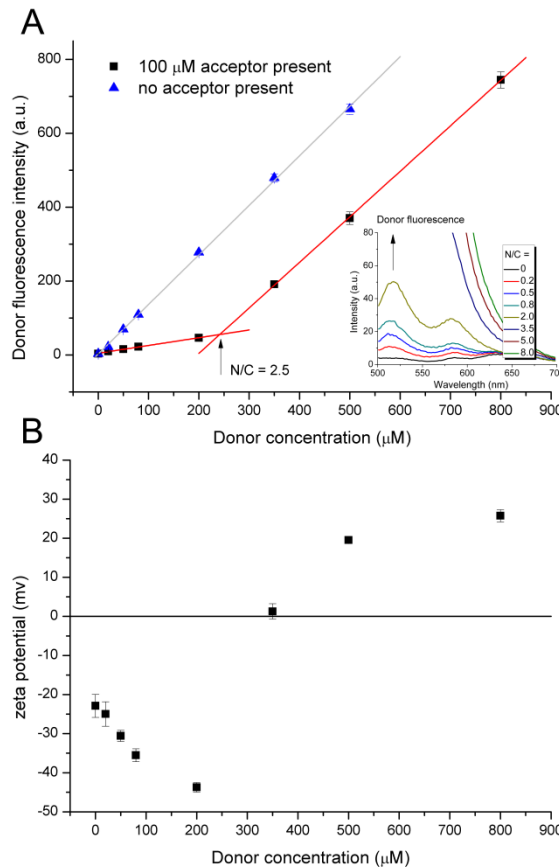 A
800
600
400
200
0
Donor fluorescence intensity (a.u.)
100 μM acceptor present
no acceptor present
N/C = 2.5
Donor fluorescence
80
60
40
20
0
Intensity (a.u.)
500 550 600 650 700
Wavelength (nm)
N/C =
0
0.2
0.5
0.8
2.0
3.5
5.0
8.0
0 100 200 300 400 500 600 700 800 900
Donor concentration (μM)
B
40
30
20
10
0
-10
-20
-30
-40
-50
zeta potential (mv)
0 100 200 300 400 500 600 700 800 900
Donor concentration (μM)